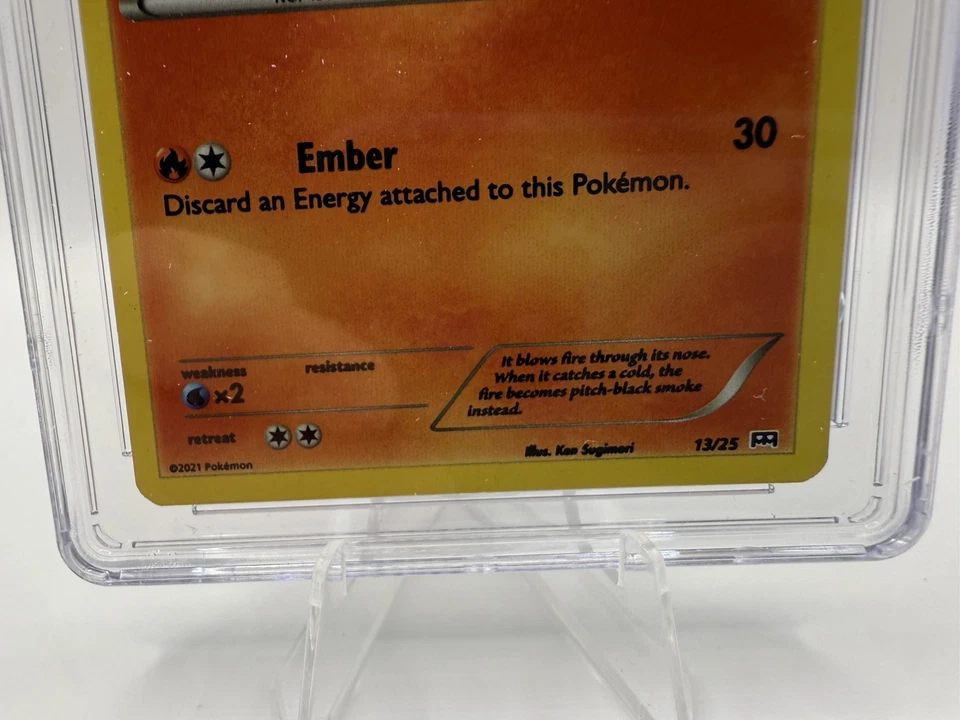 Ember 30
Discard an Energy attached to this Pokémon.
weakness resistance
×2
It blows fire through its nose.
When it catches a cold, the
fire becomes pitch-black smoke
instead.
retreat
Illus. Ken Sugimori 13/25
©2021 Pokémon